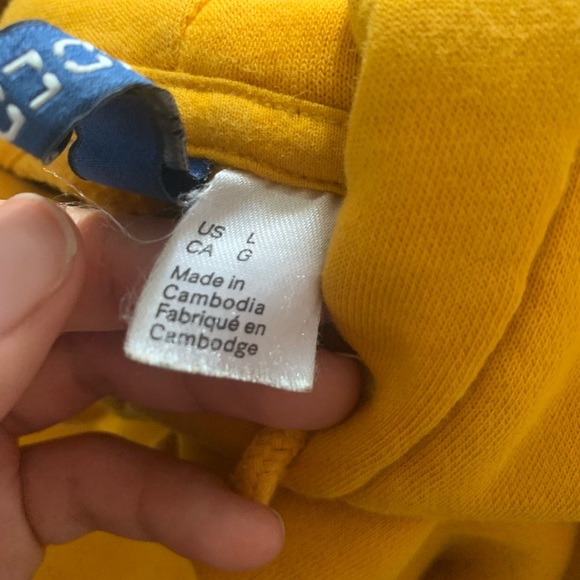 US L
CA G
Made in
Cambodia
Fabriqué en
Cambodge